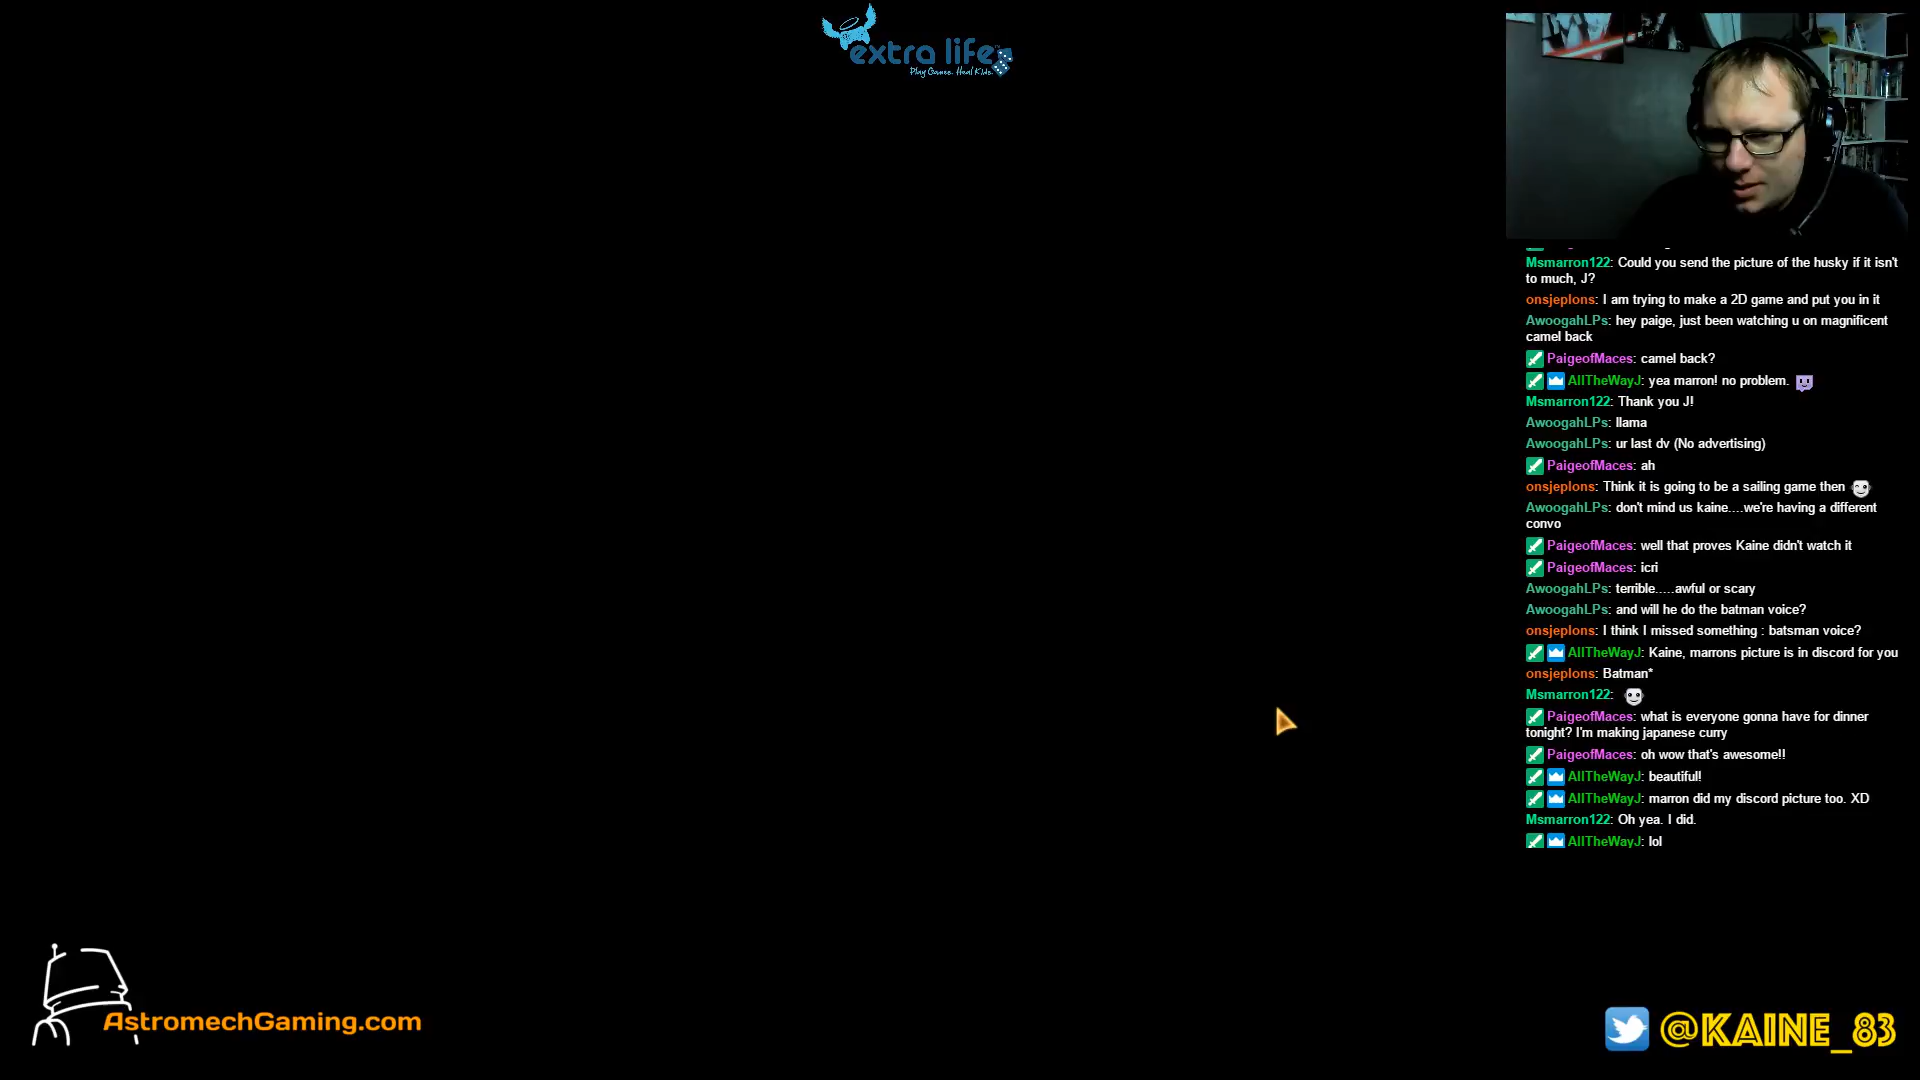 extra life
Play Games. Heal Kids.
Msmarron122: Could you send the picture of the husky if it isn't
to much, J?
onsjeplons: I am trying to make a 2D game and put you in it
AwoogahLPs: hey paige, just been watching u on magnificent
camel back
PaigeofMaces: camel back?
AllTheWayJ: yea marron! no problem.
Msmarron122: Thank you J!
AwoogahLPs: llama
AwoogahLPs: ur last dv (No advertising)
PaigeofMaces: ah
onsjeplons: Think it is going to be a sailing game then
AwoogahLPs: don't mind us kaine....we're having a different
convo
PaigeofMaces: well that proves Kaine didn't watch it
PaigeofMaces: icri
AwoogahLPs: terrible.....awful or scary
AwoogahLPs: and will he do the batman voice?
onsjeplons: I think I missed something : batsman voice?
AllTheWayJ: Kaine, marrons picture is in discord for you
onsjeplons: Batman*
Msmarron122:
PaigeofMaces: what is everyone gonna have for dinner
tonight? I'm making japanese curry
PaigeofMaces: oh wow that's awesome!!
AllTheWayJ: beautiful!
AllTheWayJ: marron did my discord picture too. XD
Msmarron122: Oh yea. I did.
AllTheWayJ: lol
AstromechGaming.com
@KAINE_83